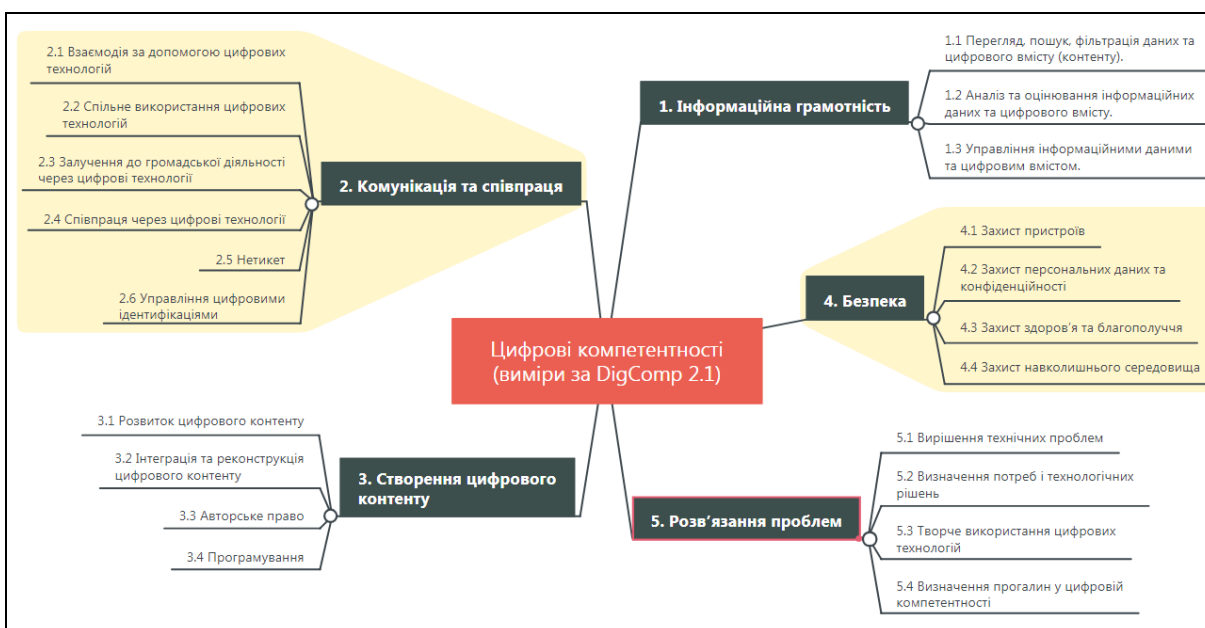 Цифрові компетентності
(виміри за DigComp 2.1)
1. Інформаційна грамотність
1.1 Перегляд, пошук, фільтрація даних та
цифрового вмісту (контенту).
1.2 Аналіз та оцінювання інформаційних
даних та цифрового вмісту.
1.3 Управління інформаційними даними
та цифровим вмістом.
2. Комунікація та співпраця
2.1 Взаємодія за допомогою цифрових
технологій
2.2 Спільне використання цифрових
технологій
2.3 Залучення до громадської діяльності
через цифрові технології
2.4 Співпраця через цифрові технології
2.5 Нетикет
2.6 Управління цифровими
ідентифікаціями
3. Створення цифрового
контенту
3.1 Розвиток цифрового контенту
3.2 Інтеграція та реконструкція
цифрового контенту
3.3 Авторське право
3.4 Програмування
4. Безпека
4.1 Захист пристроїв
4.2 Захист персональних даних та
конфіденційності
4.3 Захист здоров'я та благополуччя
4.4 Захист навколишнього середовища
5. Розв'язання проблем
5.1 Вирішення технічних проблем
5.2 Визначення потреб і технологічних
рішень
5.3 Творче використання цифрових
технологій
5.4 Визначення прогалин у цифровій
компетентності